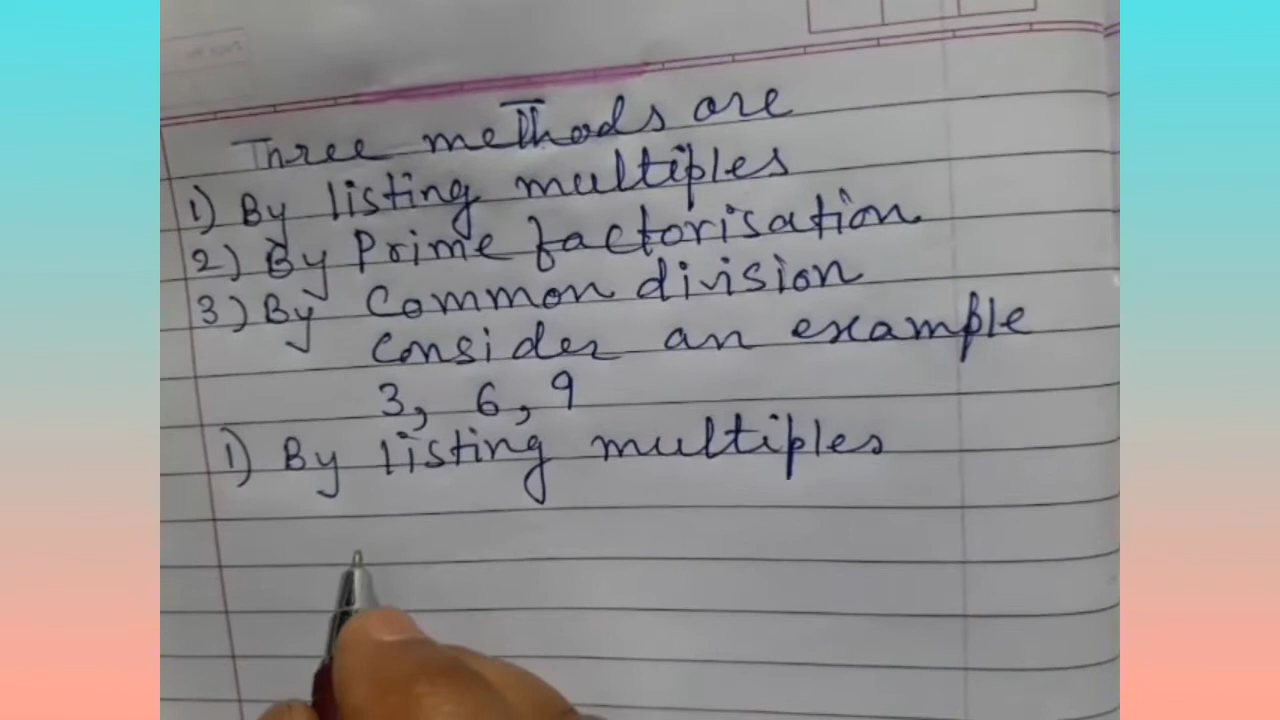 Three methods are
1) By listing multiples
2) By Prime factorisation
3) By Common division
consider an example
3, 6, 9
1) By listing multiples